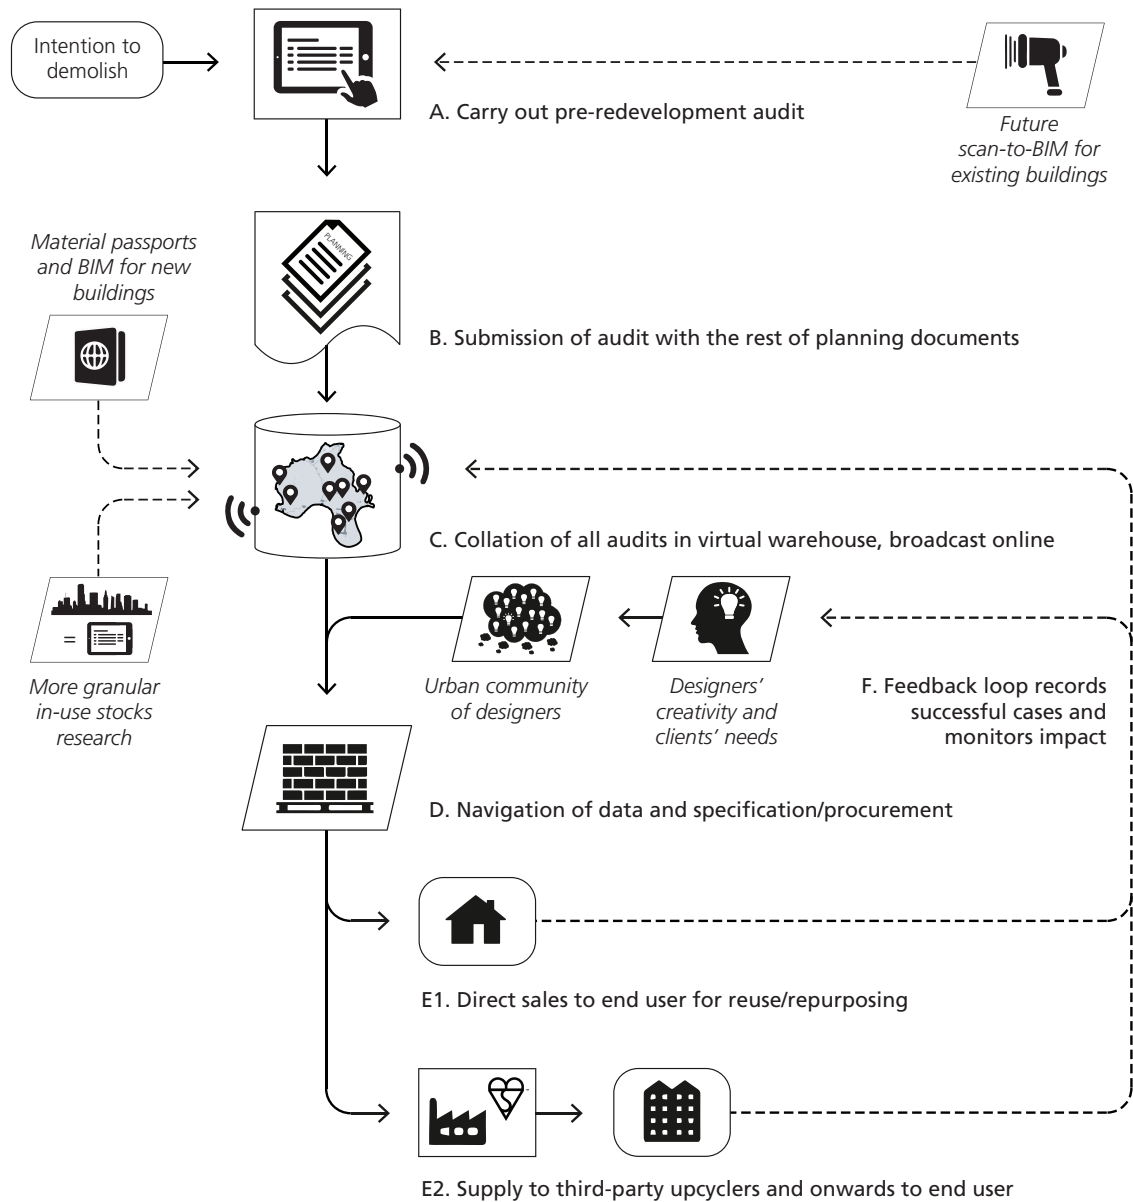 Intention to
demolish
A. Carry out pre-redevelopment audit
Future
scan-to-BIM for
existing buildings
Material passports
and BIM for new
buildings
PLANNING
B. Submission of audit with the rest of planning documents
C. Collation of all audits in virtual warehouse, broadcast online
=
More granular
in-use stocks
research
Urban community
of designers
Designers’
creativity and
clients’ needs
F. Feedback loop records
successful cases and
monitors impact
D. Navigation of data and specification/procurement
E1. Direct sales to end user for reuse/repurposing
E2. Supply to third-party upcyclers and onwards to end user